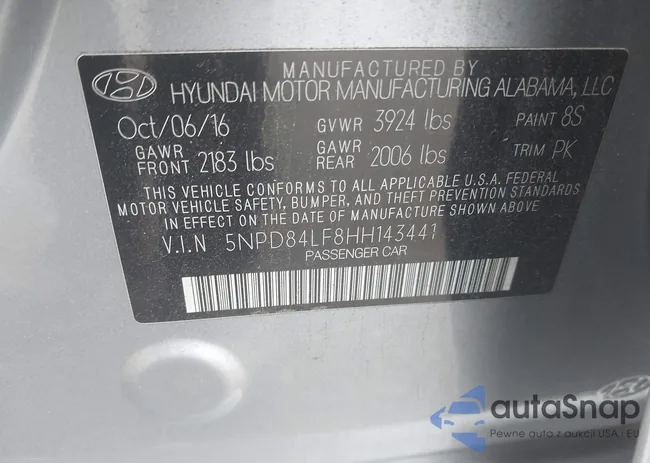 MANUFACTURED BY
HYUNDAI MOTOR MANUFACTURING ALABAMA, LLC
Oct/06/16 GVWR 3924 lbs PAINT 8S
GAWR FRONT 2183 lbs GAWR REAR 2006 lbs TRIM PK
THIS VEHICLE CONFORMS TO ALL APPLICABLE U.S.A. FEDERAL
MOTOR VEHICLE SAFETY, BUMPER, AND THEFT PREVENTION STANDARDS
IN EFFECT ON THE DATE OF MANUFACTURE SHOWN ABOVE
V.I.N 5NPD84LF8HH143441
PASSENGER CAR
autoSnap
Pewne auto z aukcji USA i EU